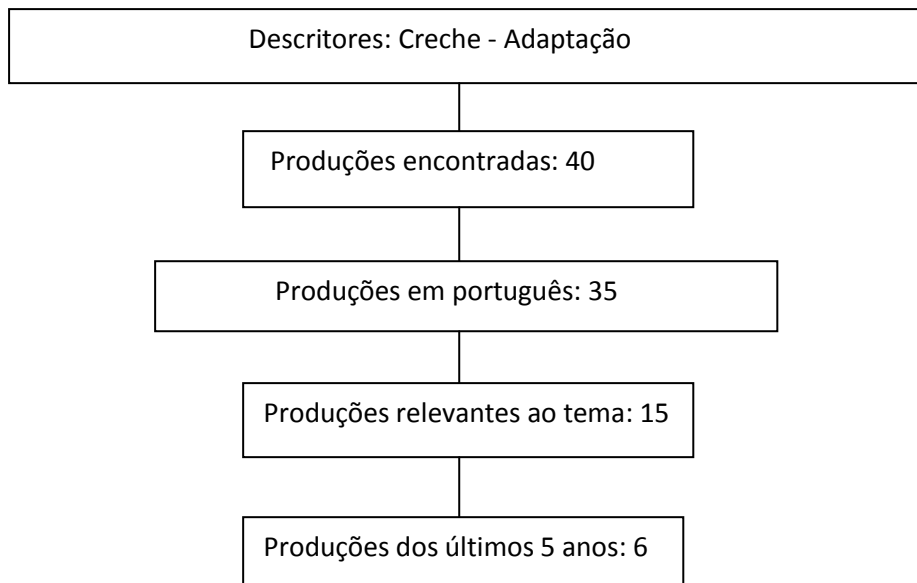 Descritores: Creche - Adaptação
Produções encontradas: 40
Produções em português: 35
Produções relevantes ao tema: 15
Produções dos últimos 5 anos: 6